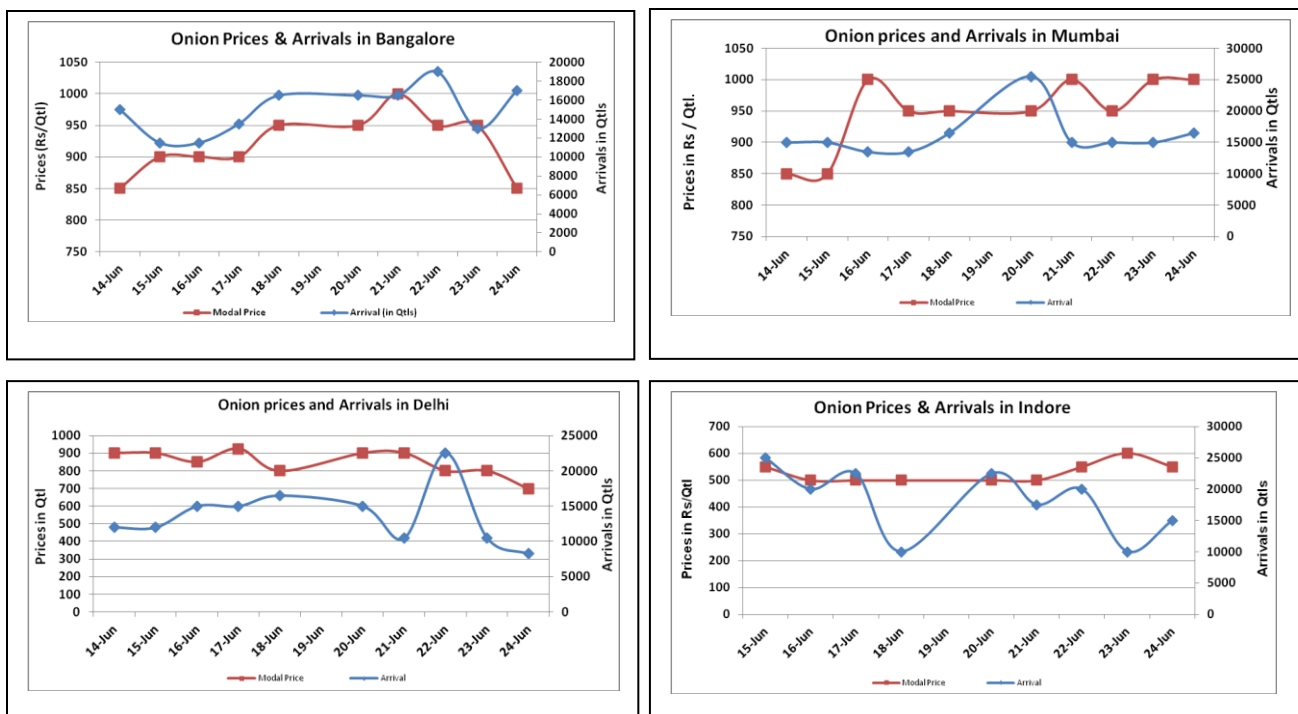 Onion Prices & Arrivals in Bangalore
Prices (Rs/Qtl)
1050
1000
950
900
850
800
750
20000
18000
16000
14000
12000
10000
8000
6000
4000
2000
0
Arrivals in Qtls
14-Jun
15-Jun
16-Jun
17-Jun
18-Jun
19-Jun
20-Jun
21-Jun
22-Jun
23-Jun
24-Jun
Modal Price
Arrival (in Qtls)
Onion prices and Arrivals in Mumbai
Prices in Rs / Qtl.
1050
1000
950
900
850
800
750
30000
25000
20000
15000
10000
5000
0
Arrivals in Qtls
14-Jun
15-Jun
16-Jun
17-Jun
18-Jun
19-Jun
20-Jun
21-Jun
22-Jun
23-Jun
24-Jun
Modal Price
Arrival
Onion prices and Arrivals in Delhi
Prices in Qtl
1000
900
800
700
600
500
400
300
200
100
0
25000
20000
15000
10000
5000
0
Arrivals in Qtls
14-Jun
15-Jun
16-Jun
17-Jun
18-Jun
19-Jun
20-Jun
21-Jun
22-Jun
23-Jun
24-Jun
Modal Price
Arrival
Onion Prices & Arrivals in Indore
Prices in Rs/Qtl
700
600
500
400
300
200
100
0
30000
25000
20000
15000
10000
5000
0
Arrivals in Qtls
15-Jun
16-Jun
17-Jun
18-Jun
19-Jun
20-Jun
21-Jun
22-Jun
23-Jun
24-Jun
Modal Price
Arrival